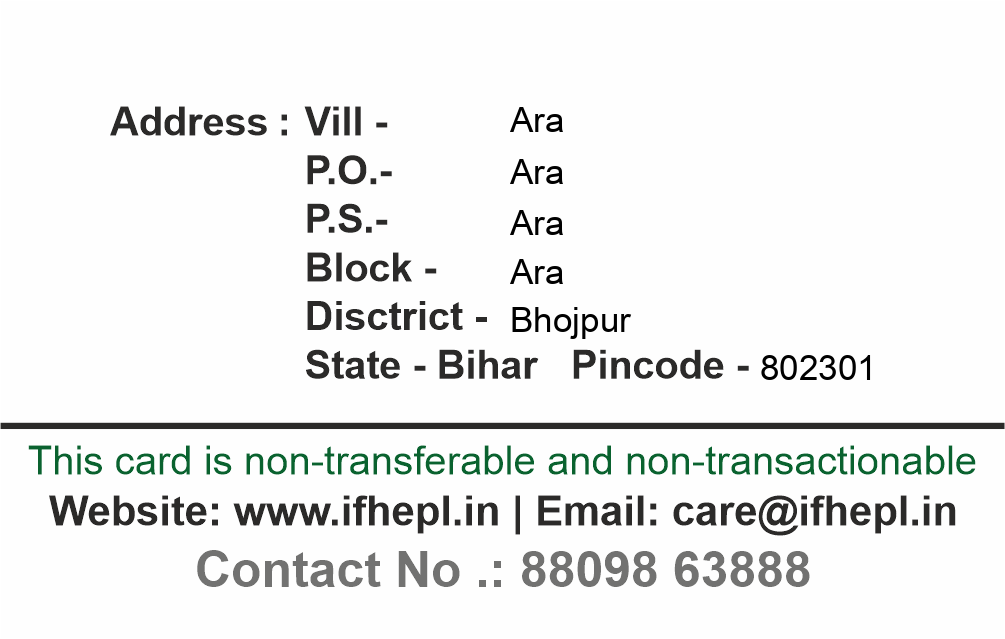 Address : Vill - Ara
P.O.- Ara
P.S.- Ara
Block - Ara
Disctrict - Bhojpur
State - Bihar Pincode - 802301
This card is non-transferable and non-transactionable
Website: www.ifhepl.in | Email: care@ifhepl.in
Contact No .: 88098 63888